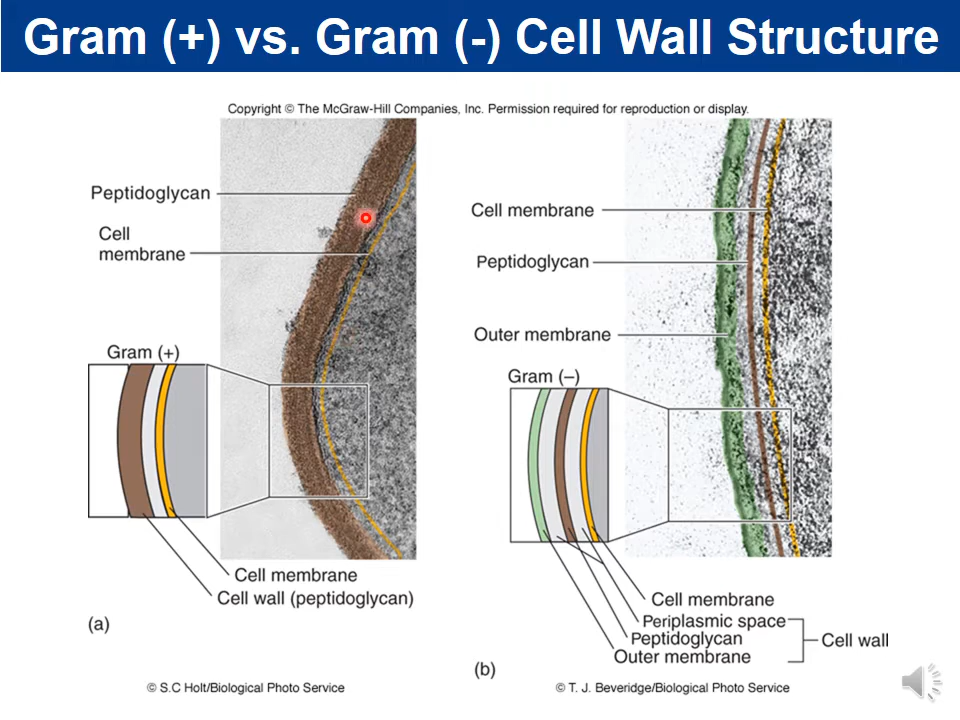 Gram (+) vs. Gram (-) Cell Wall Structure
Copyright © The McGraw-Hill Companies, Inc. Permission required for reproduction or display.
Peptidoglycan
Cell
membrane
Gram (+)
Cell membrane
Cell wall (peptidoglycan)
(a)
© S.C Holt/Biological Photo Service
Cell membrane
Peptidoglycan
Outer membrane
Gram (–)
Cell membrane
Periplasmic space
Peptidoglycan
Outer membrane
Cell wall
(b)
© T. J. Beveridge/Biological Photo Service